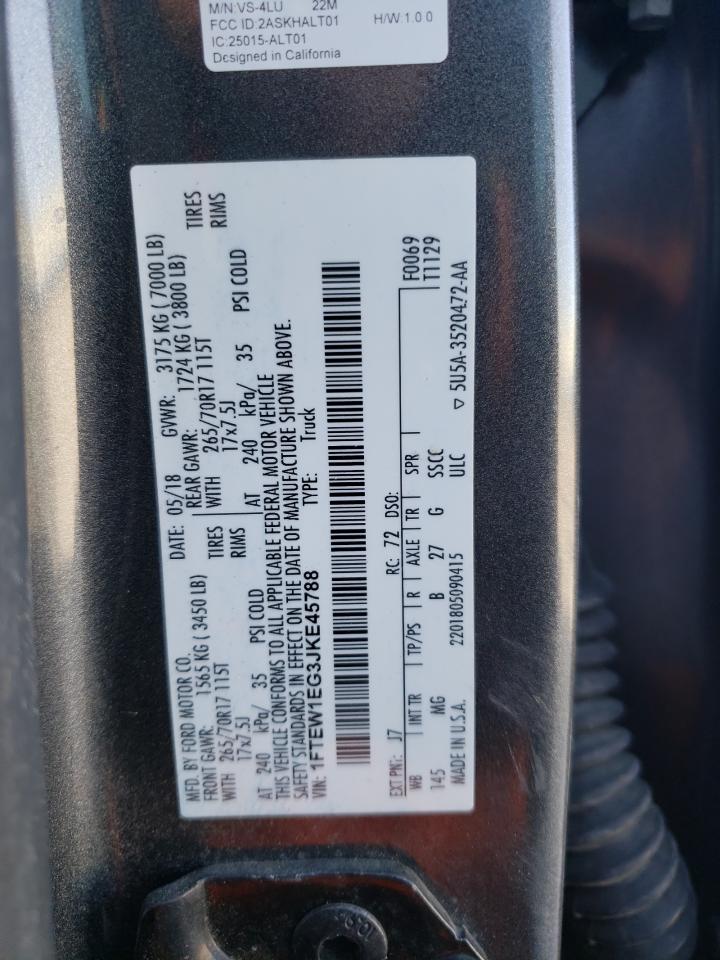 M/N:VS-4LU 22M
FCC ID:2ASKHALT01 H/W:1.0 0
IC:25015-ALT01
Designed in California
MFD. BY FORD MOTOR CO.
DATE: 05/18 GVWR: 3175 KG ( 7000 LB)
FRONT GAWR: 1565 KG ( 3450 LB)
REAR GAWR: 1724 KG ( 3800 LB)
WITH 265/70R17 115T TIRES
WITH 265/70R17 115T TIRES
17x7.5J RIMS
17x7.5J RIMS
AT 240 kPa/ 35 PSI COLD
AT 240 kPa/ 35 PSI COLD
THIS VEHICLE CONFORMS TO ALL APPLICABLE FEDERAL MOTOR VEHICLE
SAFETY STANDARDS IN EFFECT ON THE DATE OF MANUFACTURE SHOWN ABOVE.
VIN: 1FTEW1EG3JKE45788 TYPE: Truck
F0069
T1129
EXT PNT: J7 RC: 72 DSO:
WB INT TR TP/PS R AXLE TR SPR
145 MG B 27 G SSCC
MADE IN U.S.A. 2201805090415 ULC ▽ 5U5A-3520472-AA
10.9